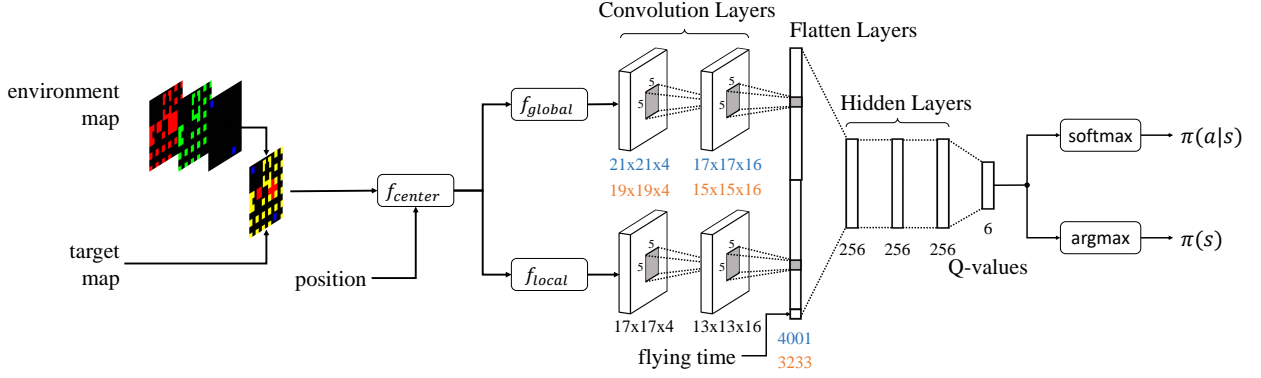 Convolution Layers
Flatten Layers
environment
map
f_global
5
5
5
5
21x21x4
17x17x16
19x19x4
15x15x16
Hidden Layers
softmax
π(a|s)
f_center
target
map
position
f_local
5
5
5
5
17x17x4
13x13x16
flying time
4001
3233
256
256
256
6
Q-values
argmax
π(s)